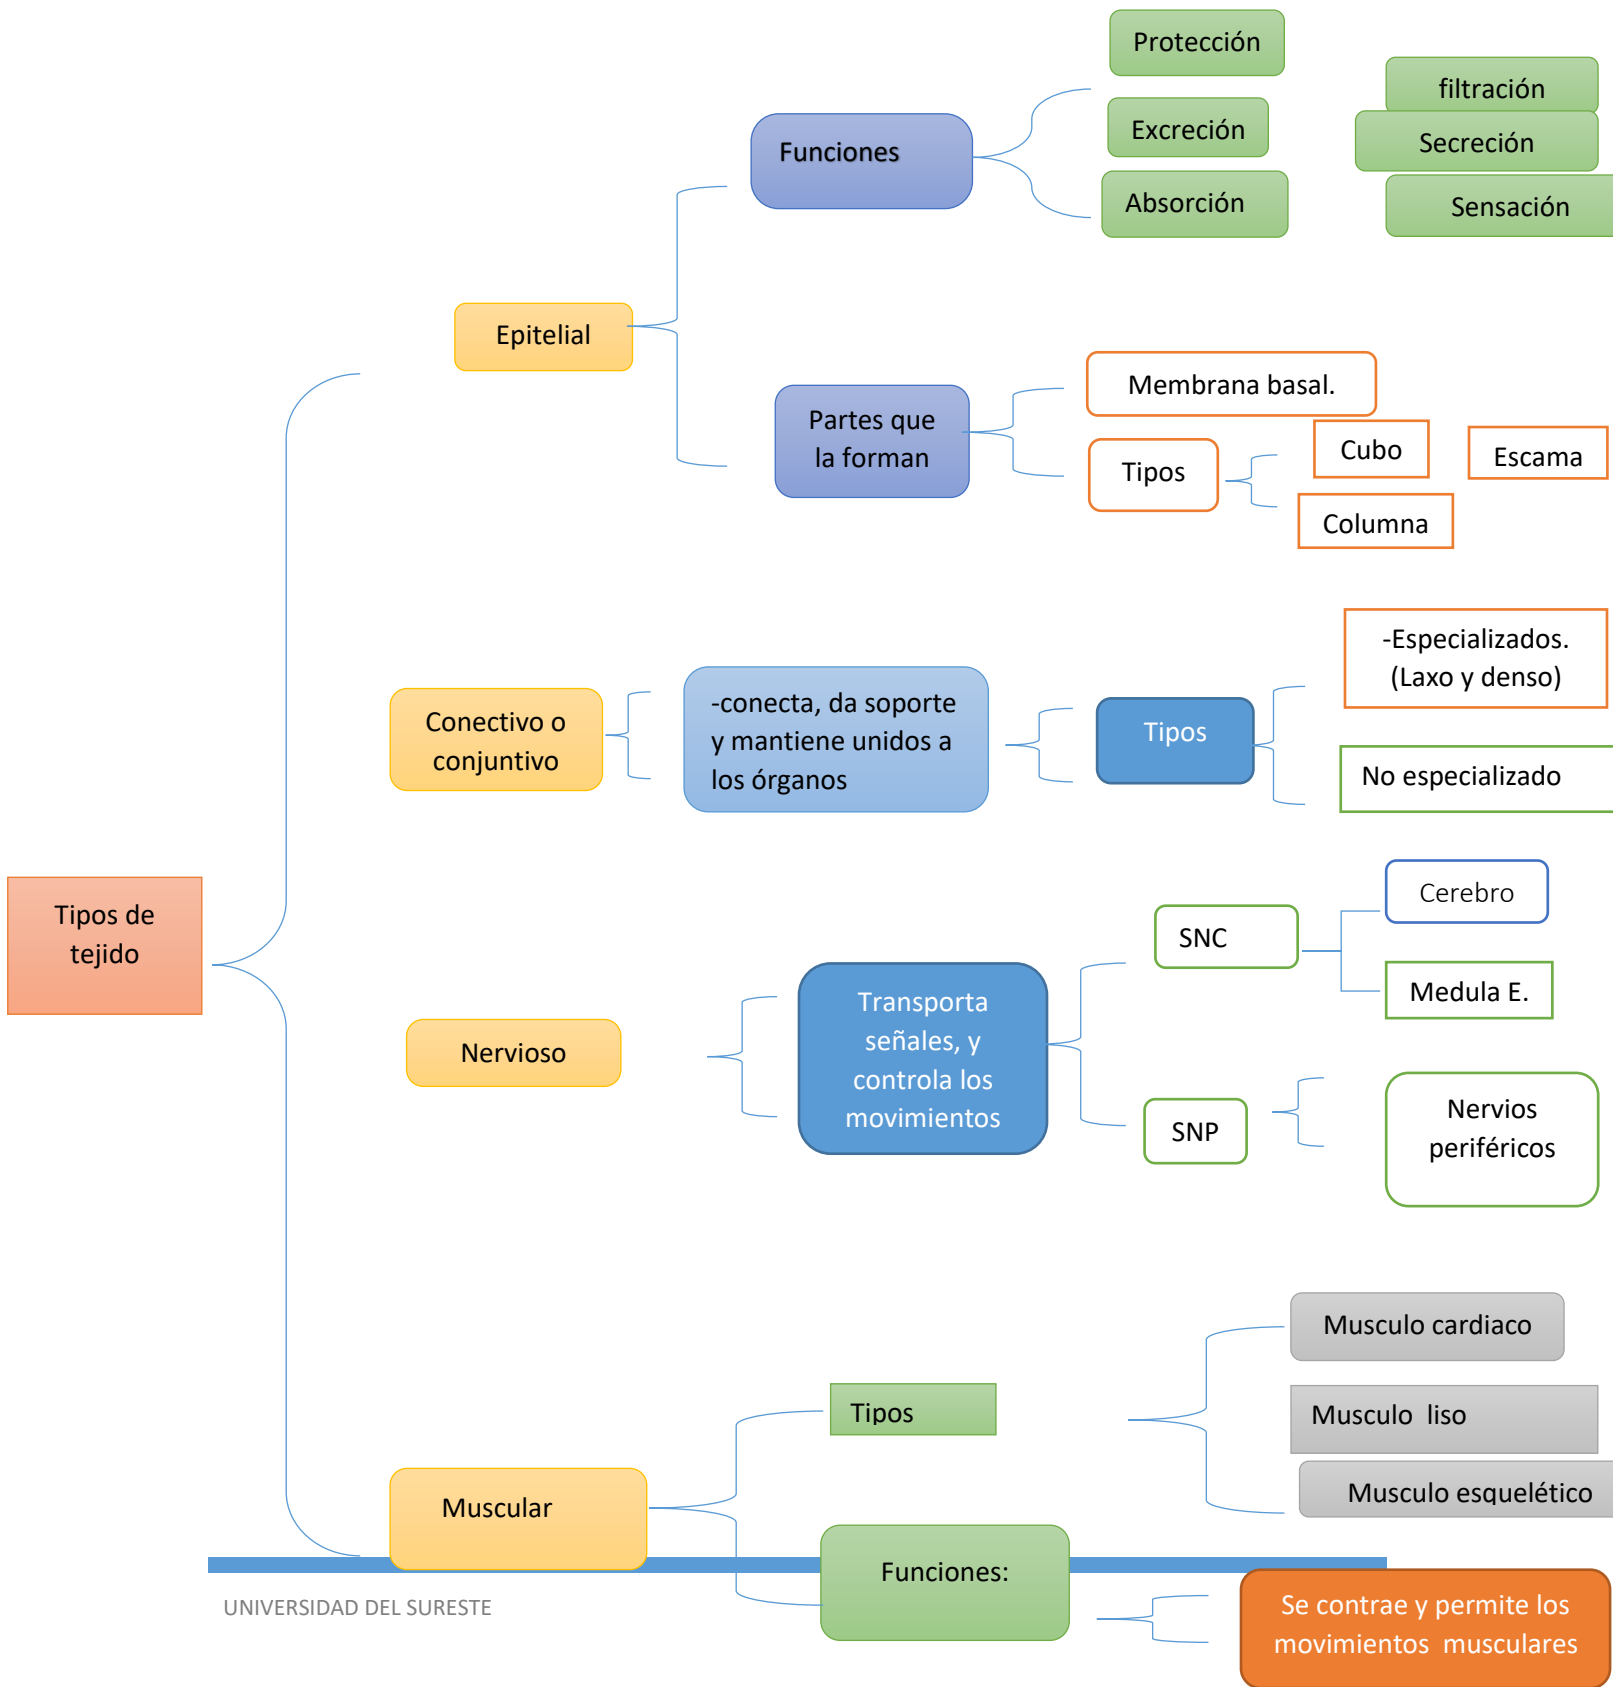 Protección
filtración
Excreción
Secreción
Funciones
Absorción
Sensación
Epitelial
Membrana basal.
Partes que
la forman
Tipos
Cubo
Escama
Columna
-Especializados.
(Laxo y denso)
Conectivo o
conjuntivo
-conecta, da soporte
y mantiene unidos a
los órganos
Tipos
No especializado
Tipos de
tejido
Cerebro
SNC
Medula E.
Nervioso
Transporta
señales, y
controla los
movimientos
SNP
Nervios
periféricos
Musculo cardiaco
Tipos
Musculo  liso
Musculo esquelético
Muscular
Funciones:
Se contrae y permite los
movimientos  musculares
UNIVERSIDAD DEL SURESTE